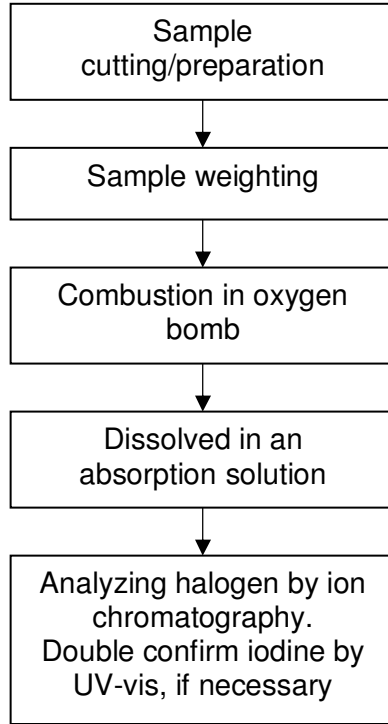 Sample
cutting/preparation
Sample weighting
Combustion in oxygen
bomb
Dissolved in an
absorption solution
Analyzing halogen by ion
chromatography.
Double confirm iodine by
UV-vis, if necessary